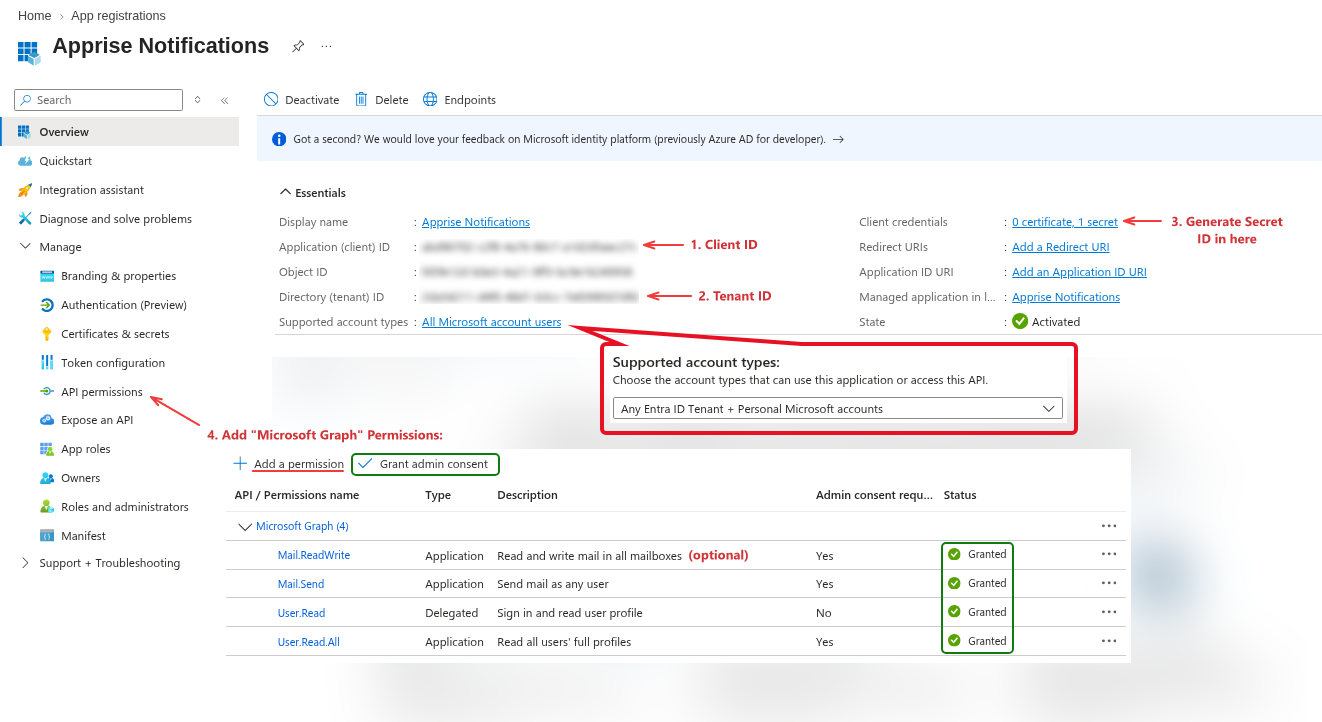 Home › App registrations
Apprise Notifications ...
Search «
Deactivate Delete Endpoints
Overview
Quickstart
Integration assistant
Diagnose and solve problems
Manage
Branding & properties
Authentication (Preview)
Certificates & secrets
Token configuration
API permissions
Expose an API
App roles
Owners
Roles and administrators
Manifest
Support + Troubleshooting
Got a second? We would love your feedback on Microsoft identity platform (previously Azure AD for developer). →
Essentials
Display name : Apprise Notifications
Application (client) ID :
1. Client ID
Object ID :
Directory (tenant) ID :
2. Tenant ID
Supported account types : All Microsoft account users
Client credentials : 0 certificate, 1 secret
3. Generate Secret
ID in here
Redirect URIs : Add a Redirect URI
Application ID URI : Add an Application ID URI
Managed application in l... : Apprise Notifications
State : Activated
Supported account types:
Choose the account types that can use this application or access this API.
Any Entra ID Tenant + Personal Microsoft accounts
4. Add "Microsoft Graph" Permissions:
Add a permission Grant admin consent
API / Permissions name Type Description Admin consent requ... Status
Microsoft Graph (4) ...
Mail.ReadWrite Application Read and write mail in all mailboxes (optional) Yes Granted ...
Mail.Send Application Send mail as any user Yes Granted ...
User.Read Delegated Sign in and read user profile No Granted ...
User.Read.All Application Read all users' full profiles Yes Granted ...